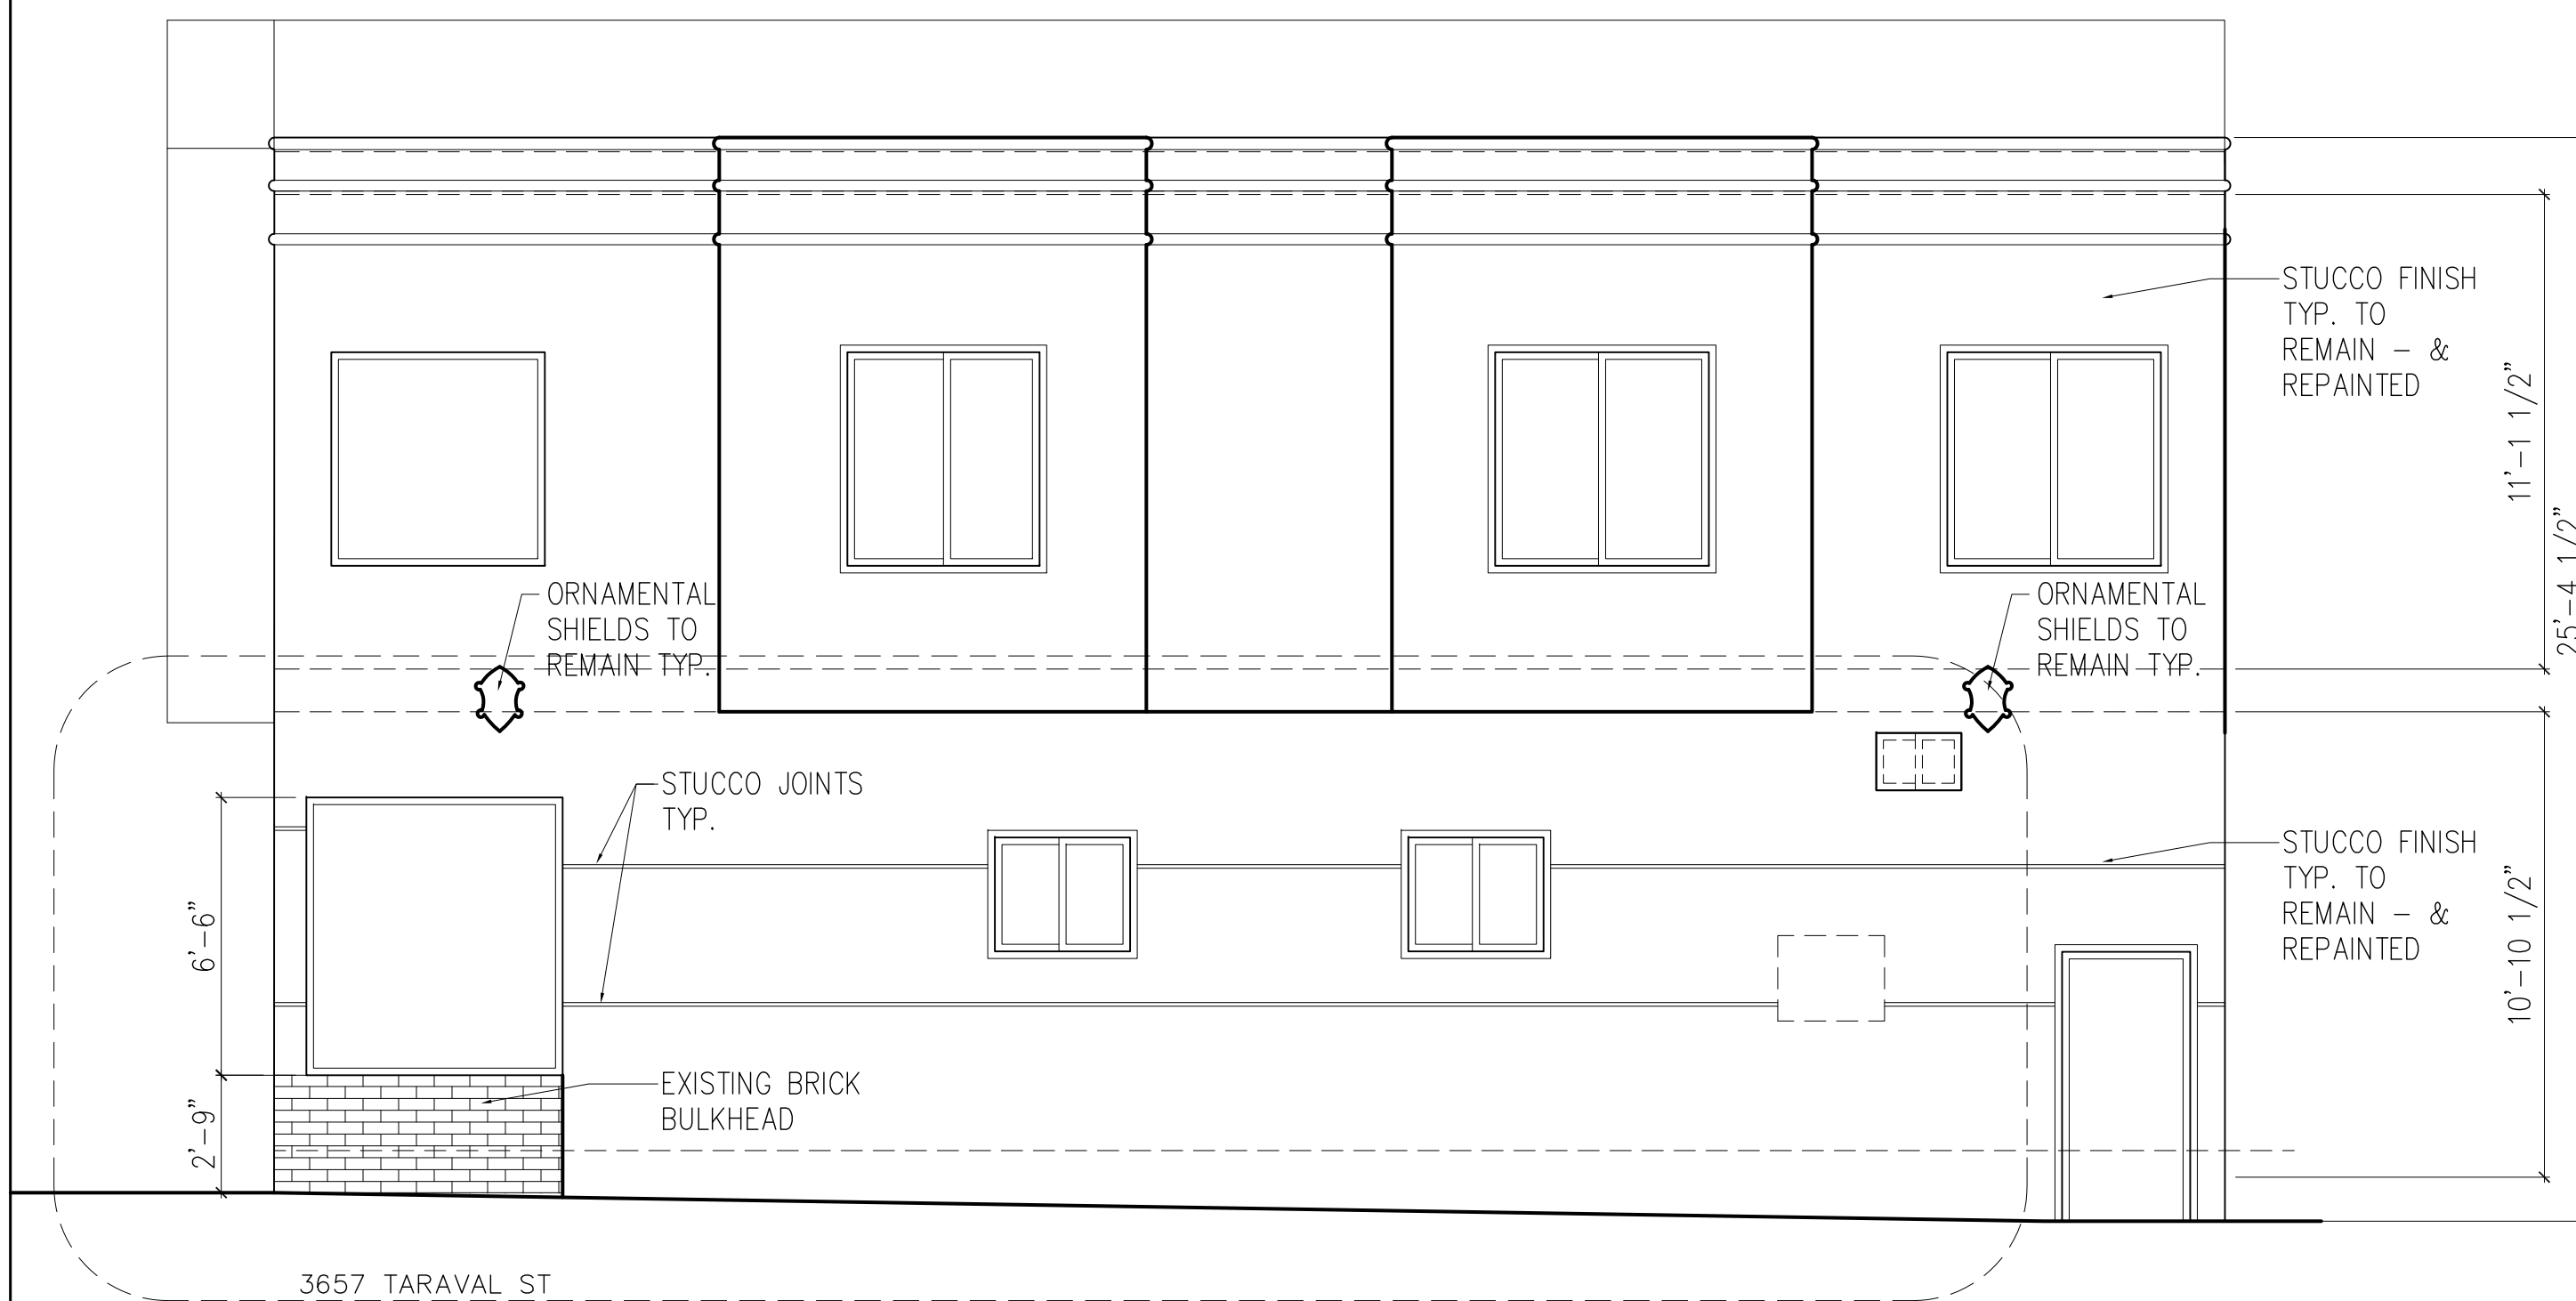 STUCCO FINISH
TYP. TO
REMAIN - &
REPAINTED
11'-1 1/2"
25'-4 1/2"
ORNAMENTAL
SHIELDS TO
REMAIN TYP.
ORNAMENTAL
SHIELDS TO
REMAIN TYP.
STUCCO JOINTS
TYP.
STUCCO FINISH
TYP. TO
REMAIN - &
REPAINTED
10'-10 1/2"
6'-6"
2'-9"
EXISTING BRICK
BULKHEAD
3657 TARAVAL ST